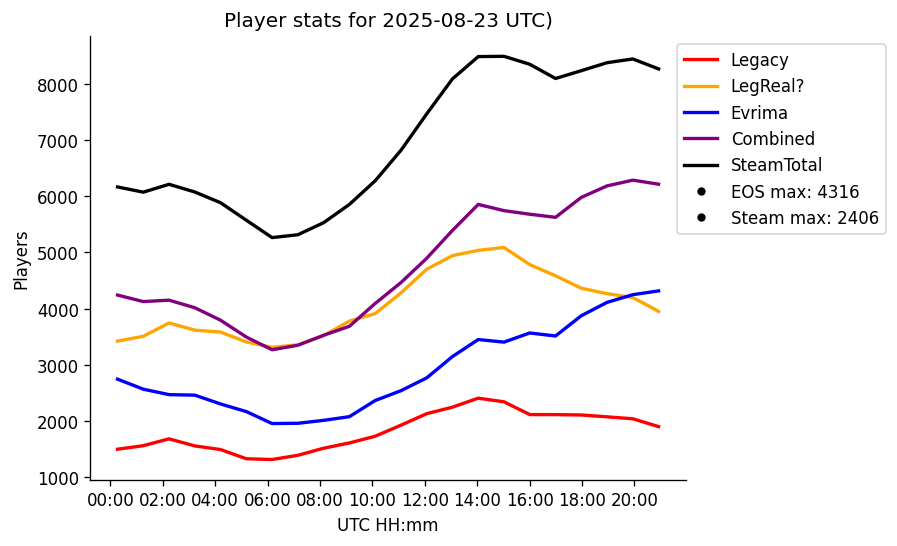 Player stats for 2025-08-23 UTC)
Legacy
LegReal?
Evrima
Combined
SteamTotal
EOS max: 4316
Steam max: 2406
Players
8000
7000
6000
5000
4000
3000
2000
1000
00:00 02:00 04:00 06:00 08:00 10:00 12:00 14:00 16:00 18:00 20:00
UTC HH:mm